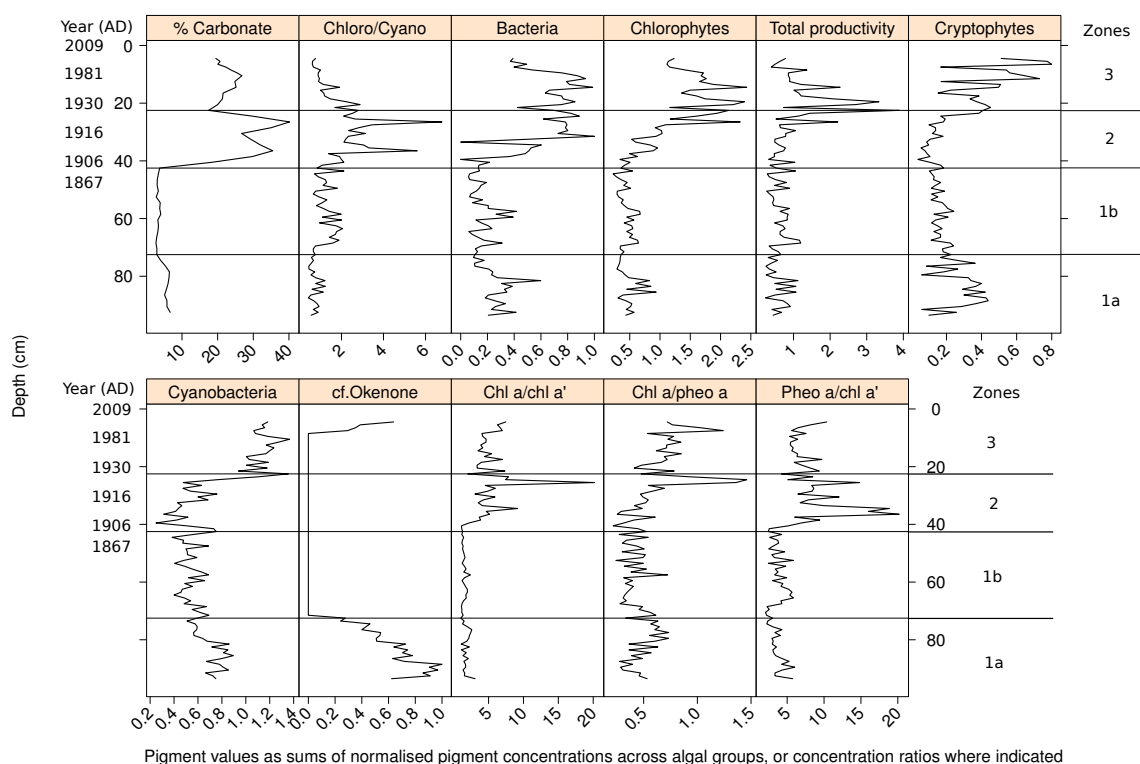 Year (AD) % Carbonate Chloro/Cyano Bacteria Chlorophytes Total productivity Cryptophytes Zones
2009 0
1981 3
1930 20
1916 2
1906 40
1867
60 1b
80 1a
10 20 30 40 2 4 6 0.0 0.2 0.4 0.6 0.8 1.0 0.5 1.0 1.5 2.0 2.5 1 2 3 4 0.2 0.4 0.6 0.8
Depth (cm)
Year (AD) Cyanobacteria cf.Okenone Chl a/chl a' Chl a/pheo a Pheo a/chl a' Zones
2009 0
1981 3
1930 20
1916 2
1906 40
1867
60 1b
80
1a
0.2 0.4 0.6 0.8 1.0 1.2 1.4 0.0 0.2 0.4 0.6 0.8 1.0 5 10 15 20 0.0 0.5 1.0 1.5 5 10 15 20
Pigment values as sums of normalised pigment concentrations across algal groups, or concentration ratios where indicated